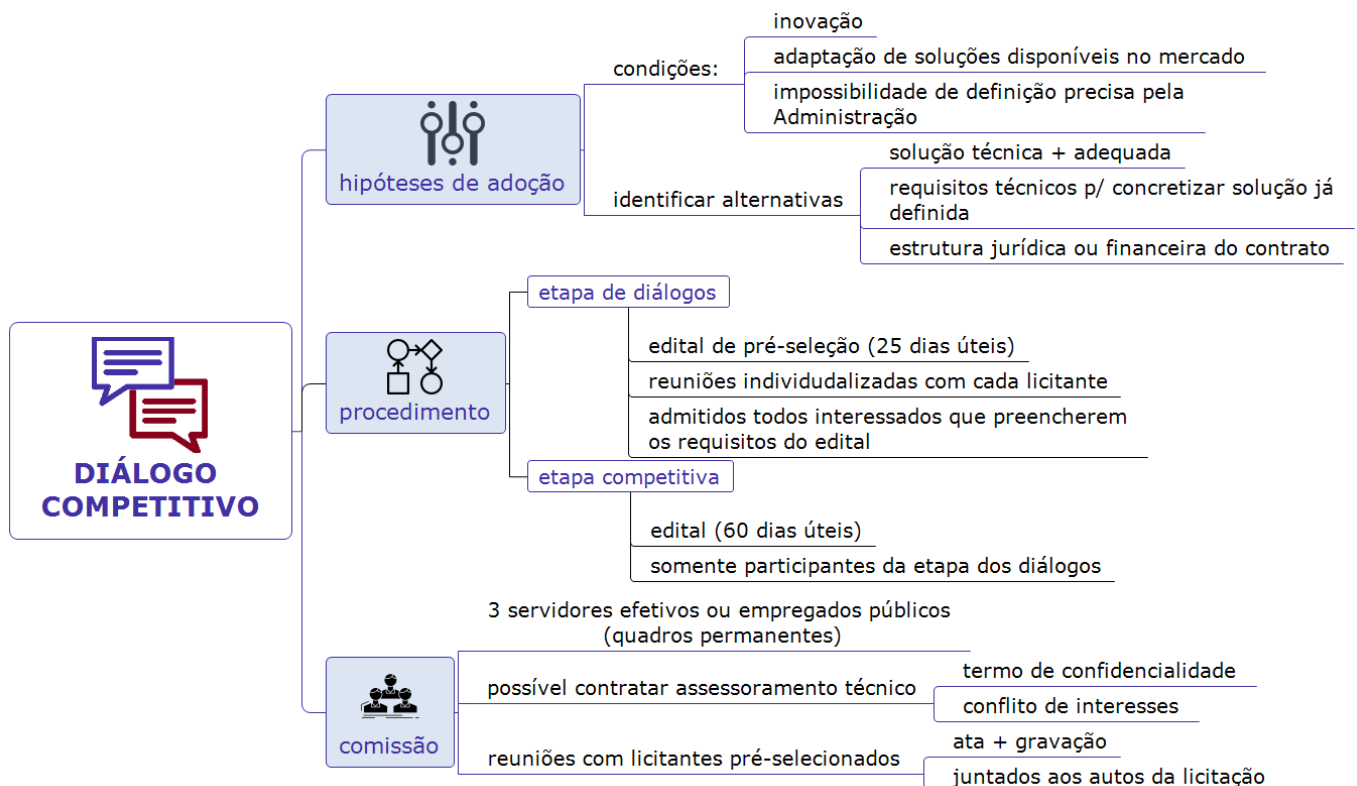 DIÁLOGO
COMPETITIVO
hipóteses de adoção
condições:
inovação
adaptação de soluções disponíveis no mercado
impossibilidade de definição precisa pela
Administração
identificar alternativas
solução técnica + adequada
requisitos técnicos p/ concretizar solução já
definida
estrutura jurídica ou financeira do contrato
procedimento
etapa de diálogos
edital de pré-seleção (25 dias úteis)
reuniões individudalizadas com cada licitante
admitidos todos interessados que preencherem
os requisitos do edital
etapa competitiva
edital (60 dias úteis)
somente participantes da etapa dos diálogos
comissão
3 servidores efetivos ou empregados públicos
(quadros permanentes)
possível contratar assessoramento técnico
termo de confidencialidade
conflito de interesses
reuniões com licitantes pré-selecionados
ata + gravação
juntados aos autos da licitação